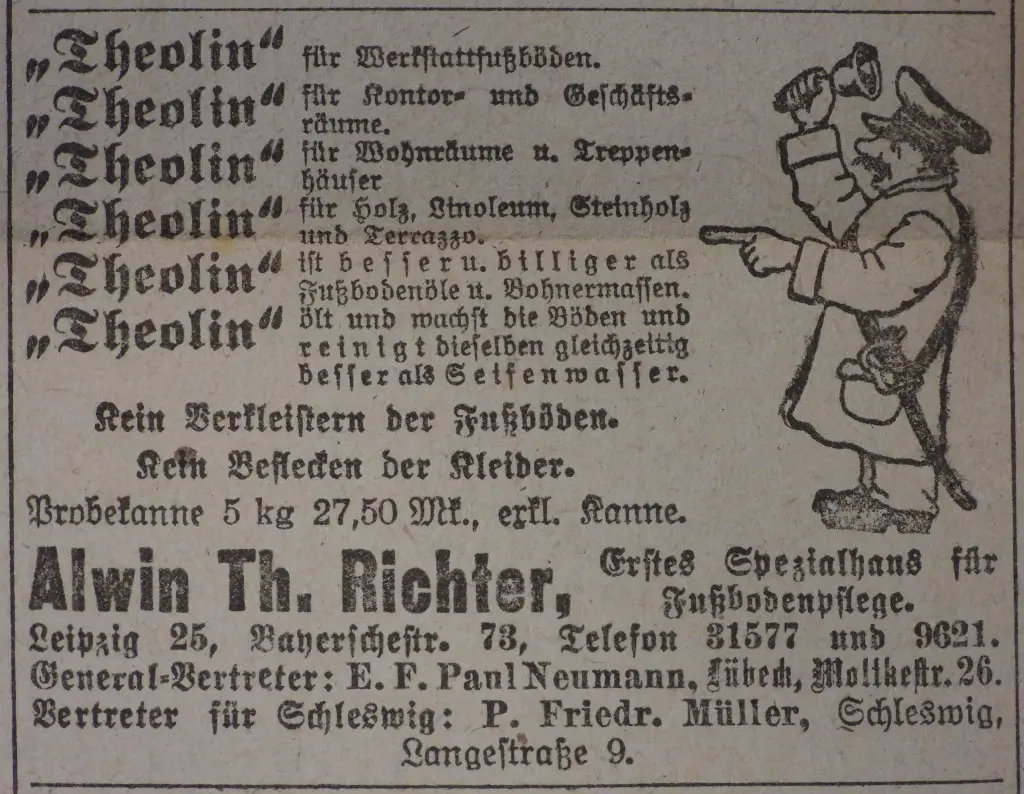 „Theolin“ für Werkstattfußböden.
„Theolin“ für Kontor- und Geschäfts-
räume.
„Theolin“ für Wohnräume u. Treppen-
häuser
„Theolin“ für Holz, Linoleum, Steinholz
und Terrazzo.
„Theolin“ ist besser u. billiger als
Fußbodenöle u. Bohnermassen.
„Theolin“ ölt und wachst die Böden und
reinigt dieselben gleichzeitig
besser als Seifenwasser.
Kein Verkleistern der Fußböden.
Kein Beflecken der Kleider.
Probekanne 5 kg 27,50 Mk., exkl. Kanne.
Alwin Th. Richter, Erstes Spezialhaus für
Fußbodenpflege.
Leipzig 25, Bayerschestr. 73, Telefon 31577 und 9621.
General-Vertreter: E. F. Paul Neumann, Lübeck, Moltkestr. 26.
Vertreter für Schleswig: P. Friedr. Müller, Schleswig,
Langestraße 9.